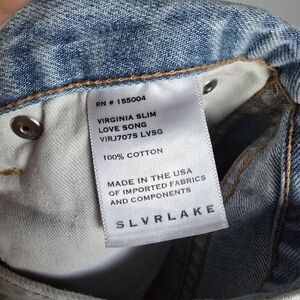 RN # 155004
VIRGINIA SLIM
LOVE SONG
VIRJ707S LVSG
100% COTTON
MADE IN THE USA
OF IMPORTED FABRICS
AND COMPONENTS
SLVRLAKE